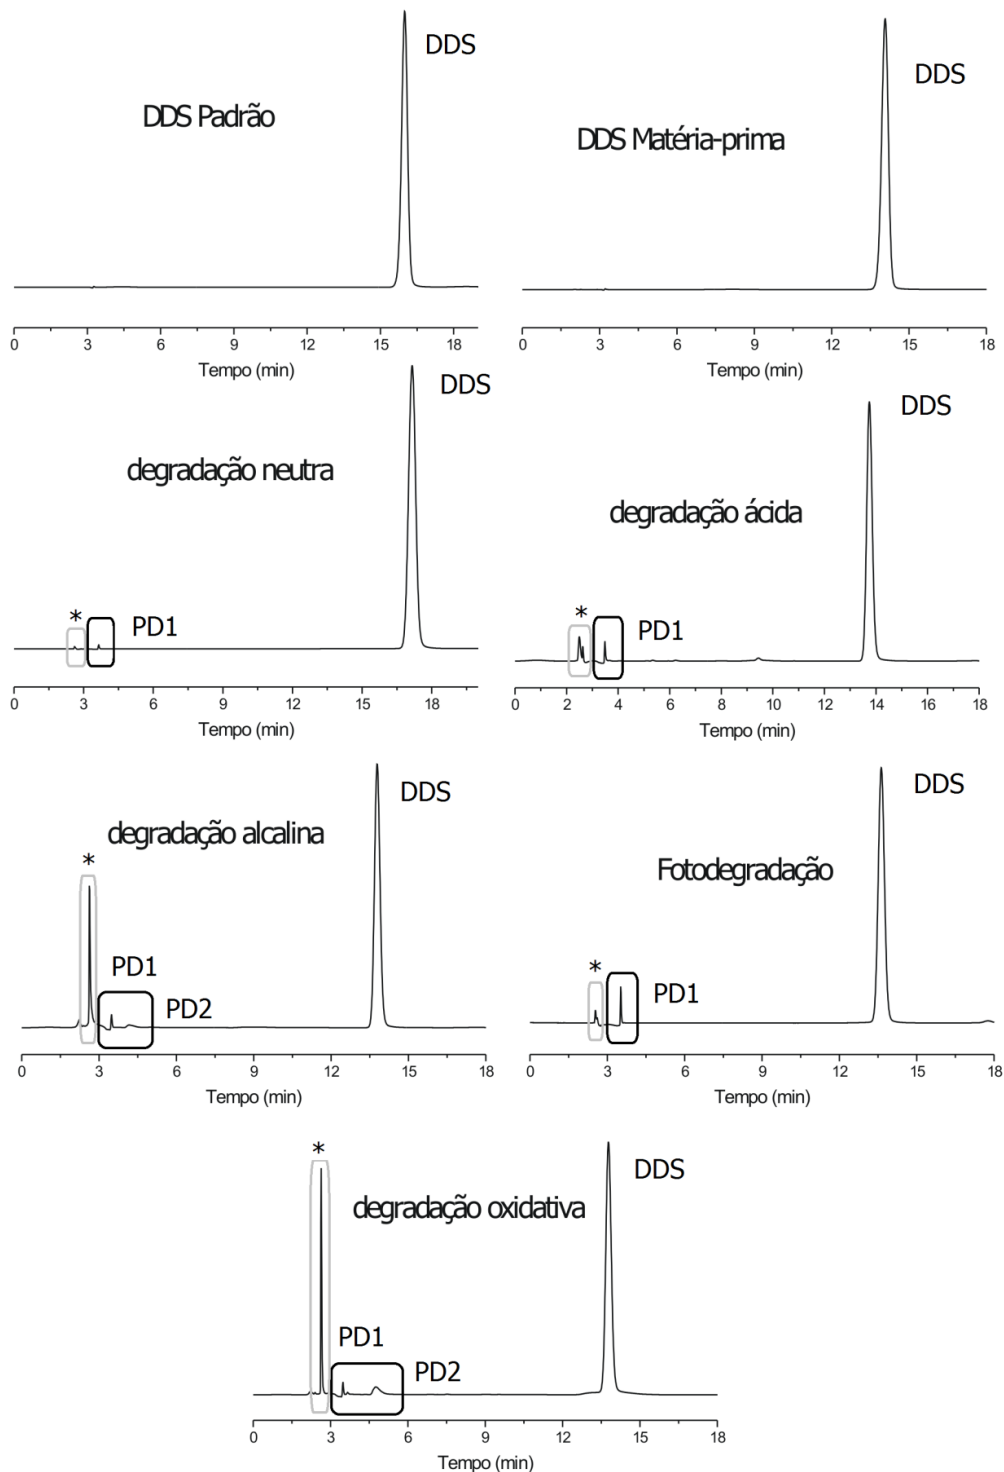 DDS
DDS Padrão
0 3 6 9 12 15 18
Tempo (min)
DDS
DDS Matéria-prima
0 3 6 9 12 15 18
Tempo (min)
DDS
degradação neutra
*
PD1
0 3 6 9 12 15 18
Tempo (min)
DDS
degradação ácida
*
PD1
0 2 4 6 8 10 12 14 16 18
Tempo (min)
DDS
degradação alcalina
*
PD1
PD2
0 3 6 9 12 15 18
Tempo (min)
DDS
Fotodegradação
*
PD1
0 3 6 9 12 15 18
Tempo (min)
*
DDS
degradação oxidativa
PD1
PD2
0 3 6 9 12 15 18
Tempo (min)